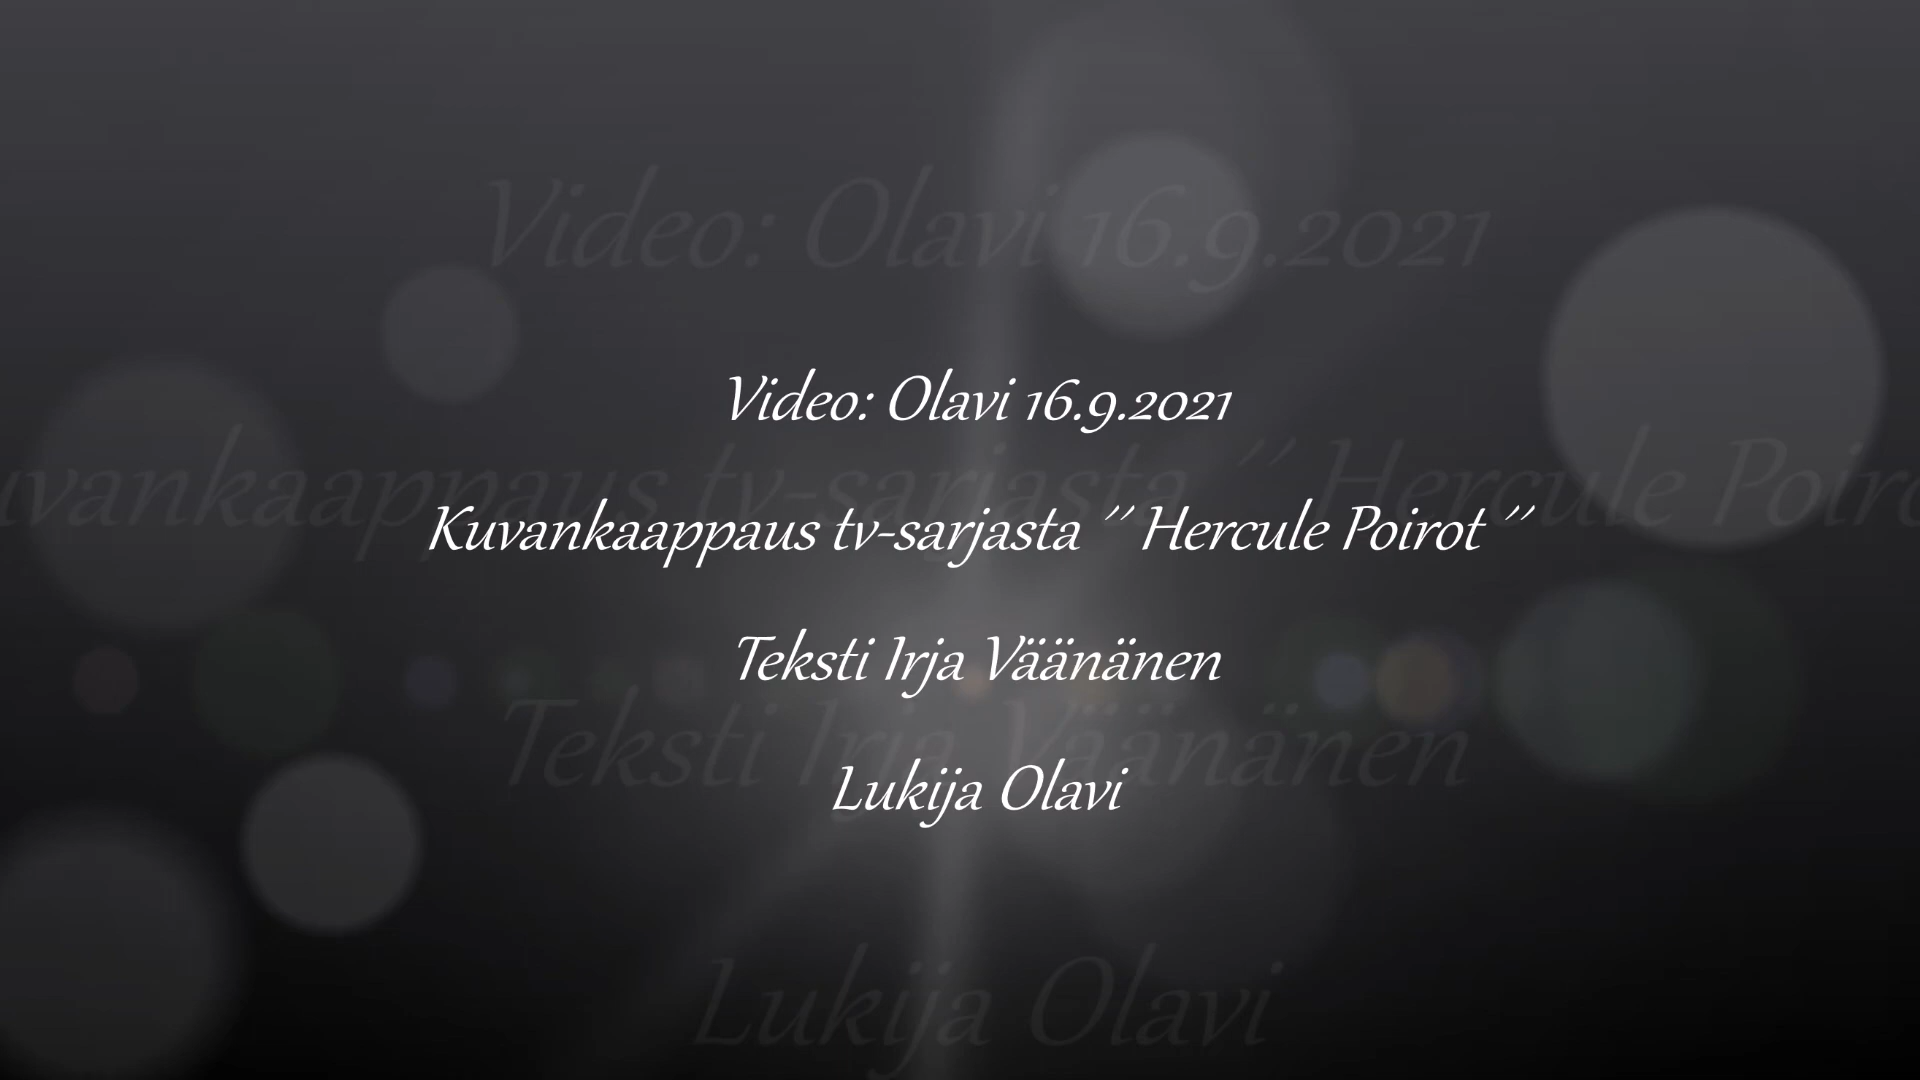 Video: Olavi 16.9.2021
Kuvankaappaus tv-sarjasta ’’ Hercule Poirot ’’
Teksti Irja Väänänen
Lukija Olavi